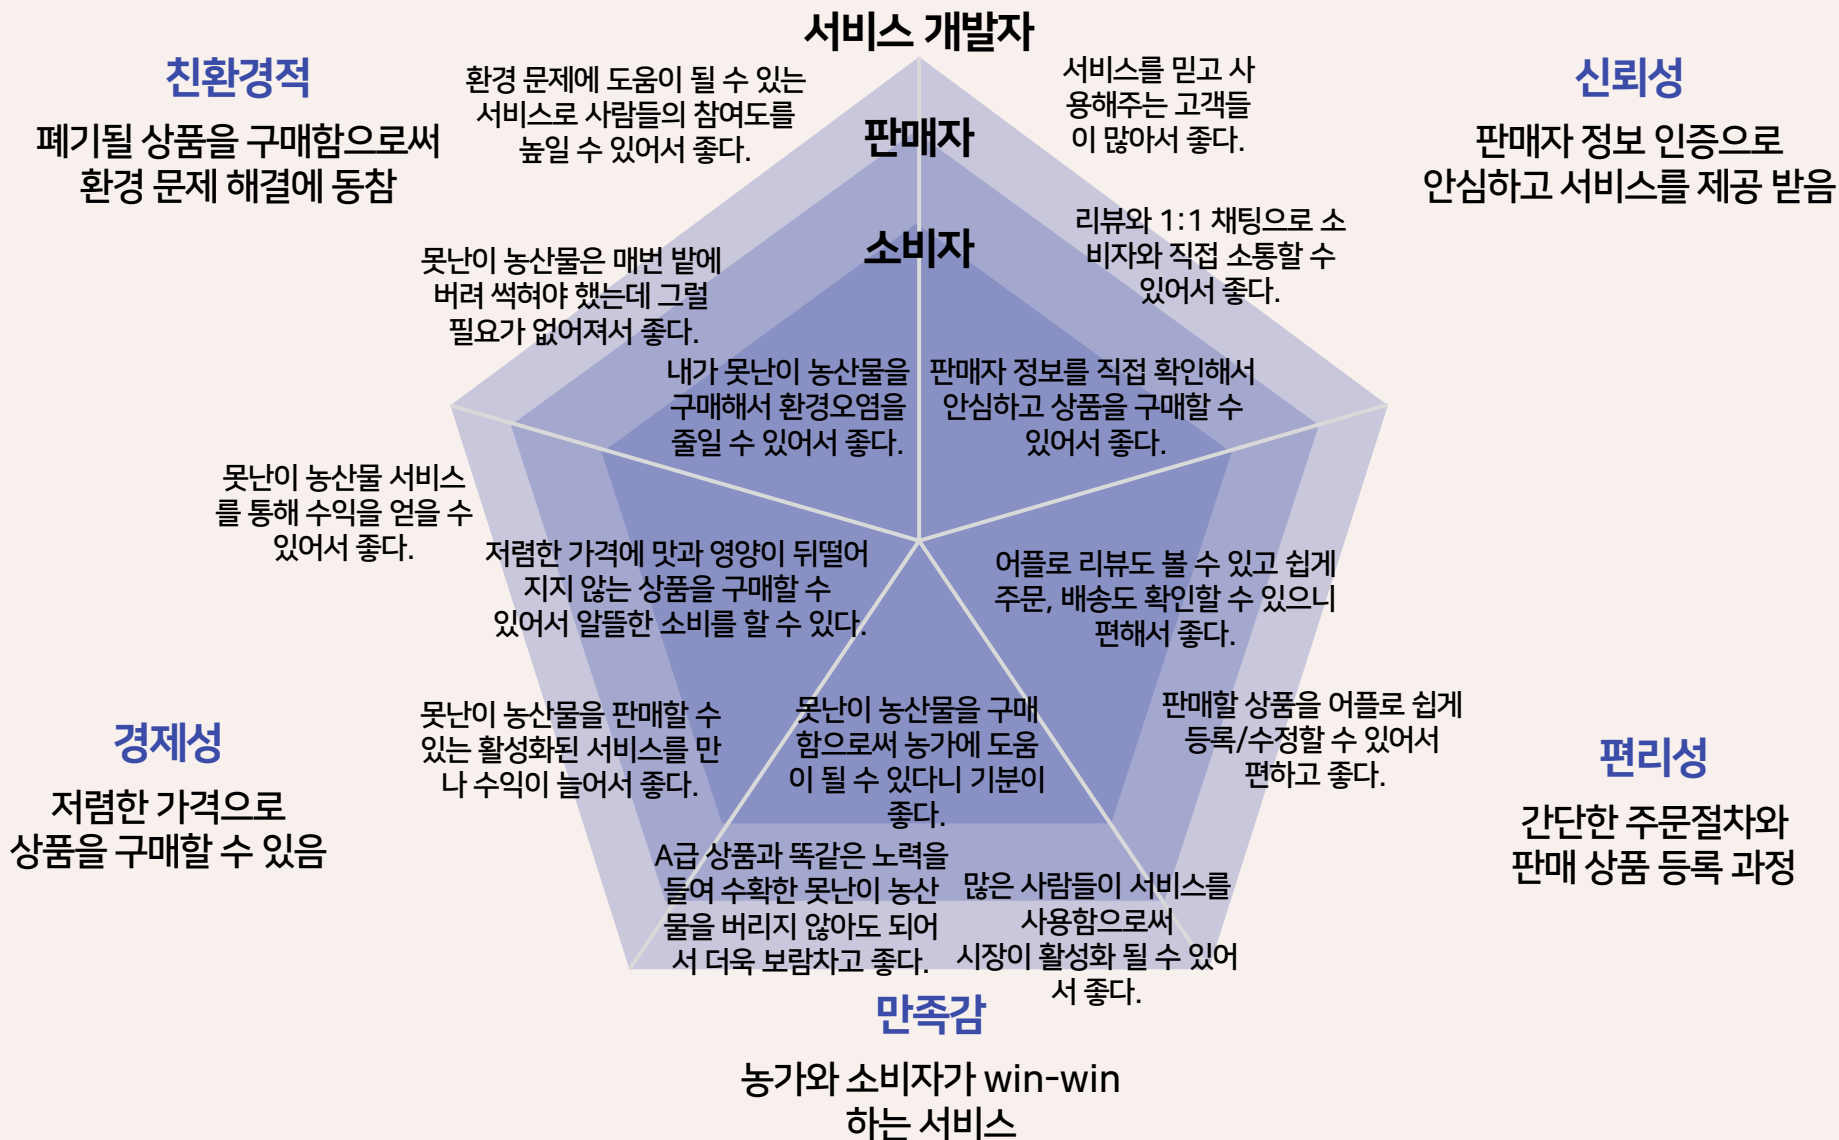 서비스 개발자
판매자
소비자
친환경적
폐기될 상품을 구매함으로써
환경 문제 해결에 동참
환경 문제에 도움이 될 수 있는
서비스로 사람들의 참여도를
높일 수 있어서 좋다.
못난이 농산물은 매번 밭에
버려 썩혀야 했는데 그럴
필요가 없어져서 좋다.
내가 못난이 농산물을
구매해서 환경오염을
줄일 수 있어서 좋다.
신뢰성
판매자 정보 인증으로
안심하고 서비스를 제공 받음
서비스를 믿고 사
용해주는 고객들
이 많아서 좋다.
리뷰와 1:1 채팅으로 소
비자와 직접 소통할 수
있어서 좋다.
판매자 정보를 직접 확인해서
안심하고 상품을 구매할 수
있어서 좋다.
못난이 농산물 서비스
를 통해 수익을 얻을 수
있어서 좋다.
저렴한 가격에 맛과 영양이 뒤떨어
지지 않는 상품을 구매할 수
있어서 알뜰한 소비를 할 수 있다.
못난이 농산물을 판매할 수
있는 활성화된 서비스를 만
나 수익이 늘어서 좋다.
경제성
저렴한 가격으로
상품을 구매할 수 있음
어플로 리뷰도 볼 수 있고 쉽게
주문, 배송도 확인할 수 있으니
편해서 좋다.
판매할 상품을 어플로 쉽게
등록/수정할 수 있어서
편하고 좋다.
편리성
간단한 주문절차와
판매 상품 등록 과정
못난이 농산물을 구매
함으로써 농가에 도움
이 될 수 있다니 기분이
좋다.
A급 상품과 똑같은 노력을
들여 수확한 못난이 농산
물을 버리지 않아도 되어
서 더욱 보람차고 좋다.
많은 사람들이 서비스를
사용함으로써
시장이 활성화 될 수 있어
서 좋다.
만족감
농가와 소비자가 win-win
하는 서비스